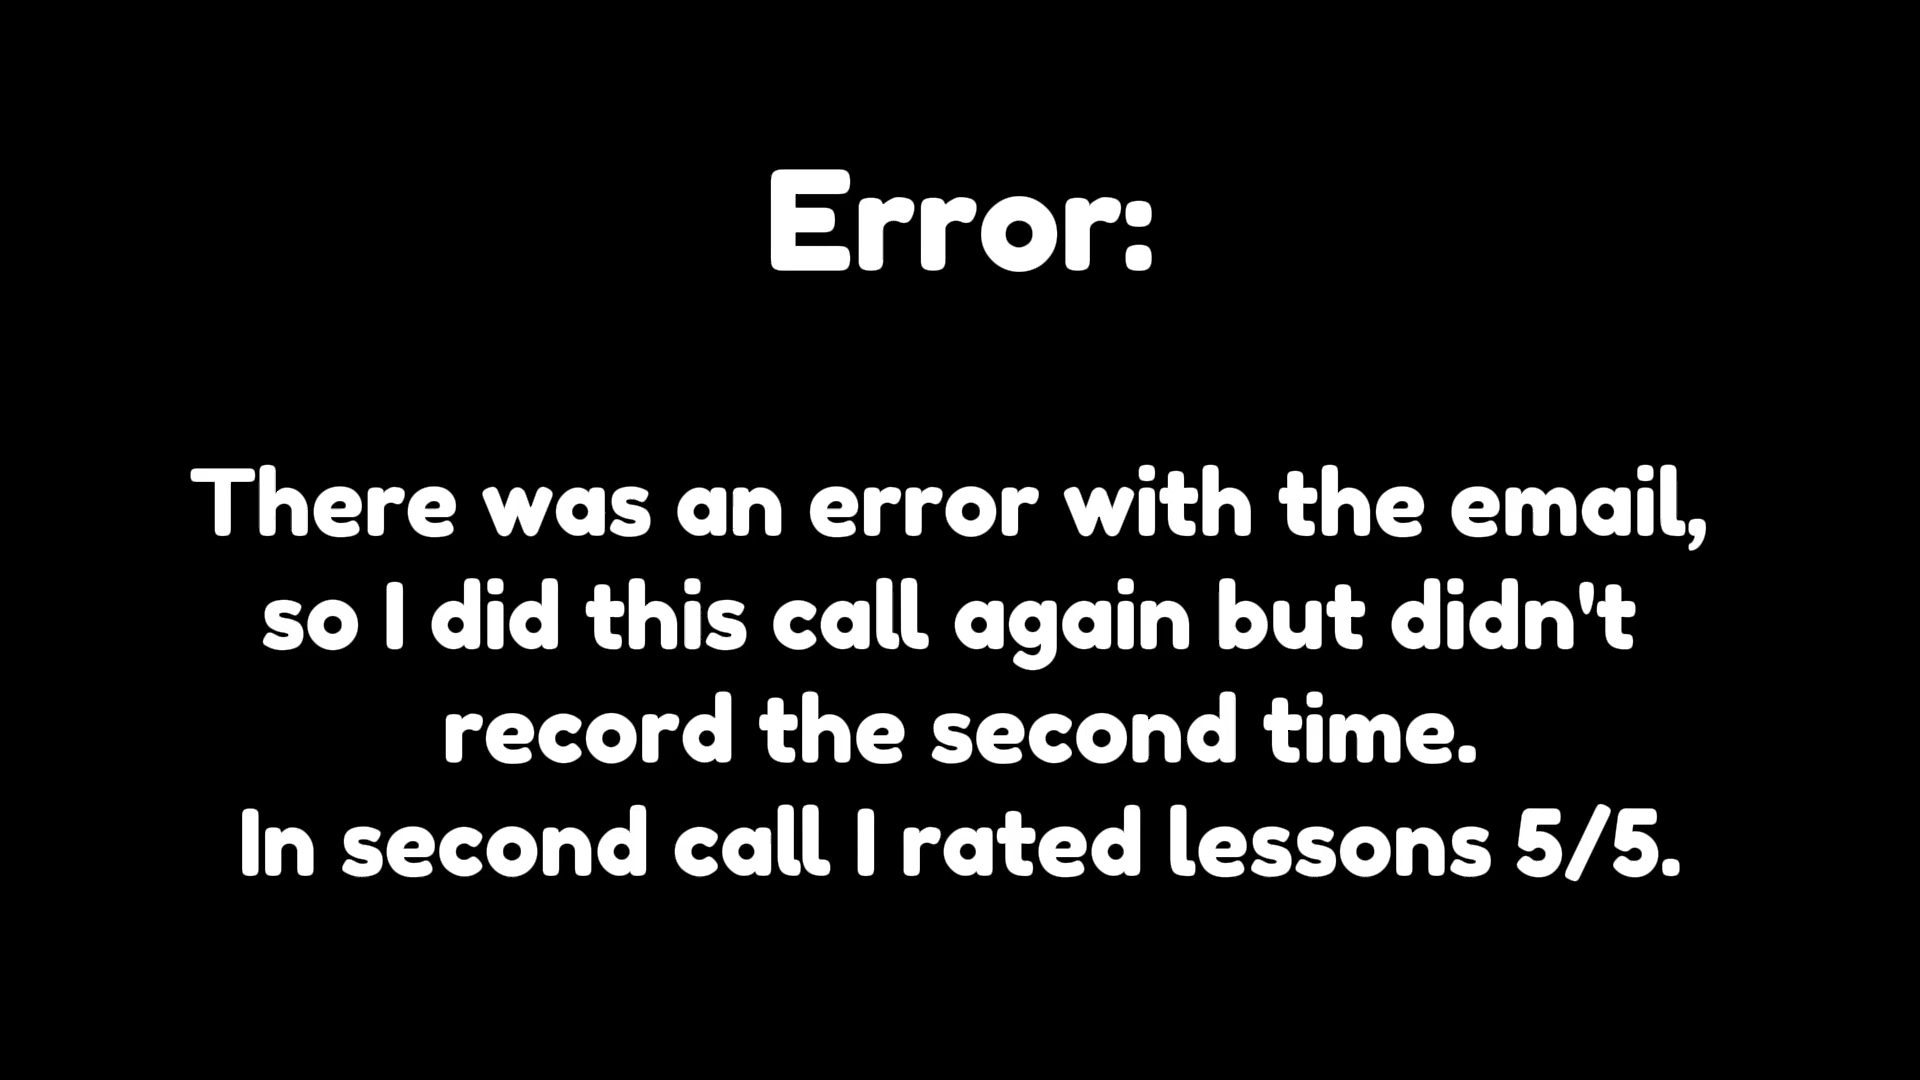 Error:
There was an error with the email,
so I did this call again but didn't
record the second time.
In second call I rated lessons 5/5.